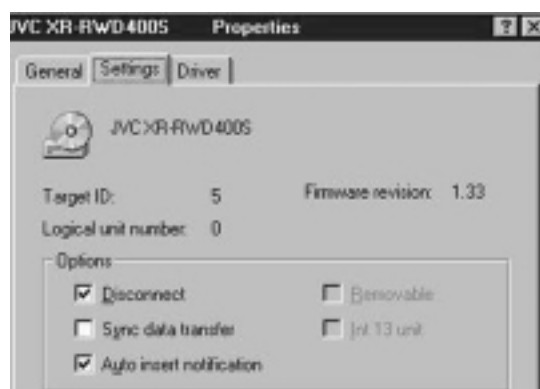 JVC XR-RWD400S Properties
General Settings Driver
JVC XR-RWD400S
Target ID: 5 Firmware revision: 1.33
Logical unit number: 0
Options
Disconnect Removable
Sync data transfer Int 13 unit
Auto insert notification